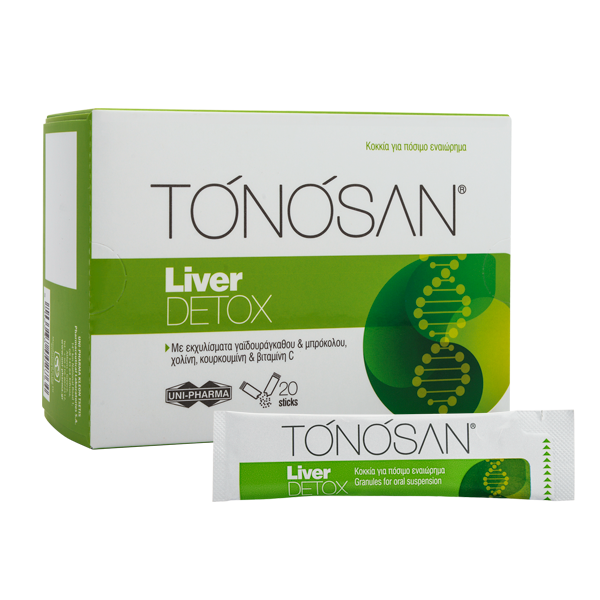 Κοκκία για πόσιμο εναιώρημα
TÓNÓSAN®
Liver
DETOX
Με εκχυλίσματα γαϊδουράγκαθου & μπρόκολου,
χολίνη, κουρκουμίνη & βιταμίνη C
UNI-PHARMA
20
sticks
TÓNÓSAN®
Liver
DETOX
Κοκκία για πόσιμο εναιώρημα
Granules for oral suspension